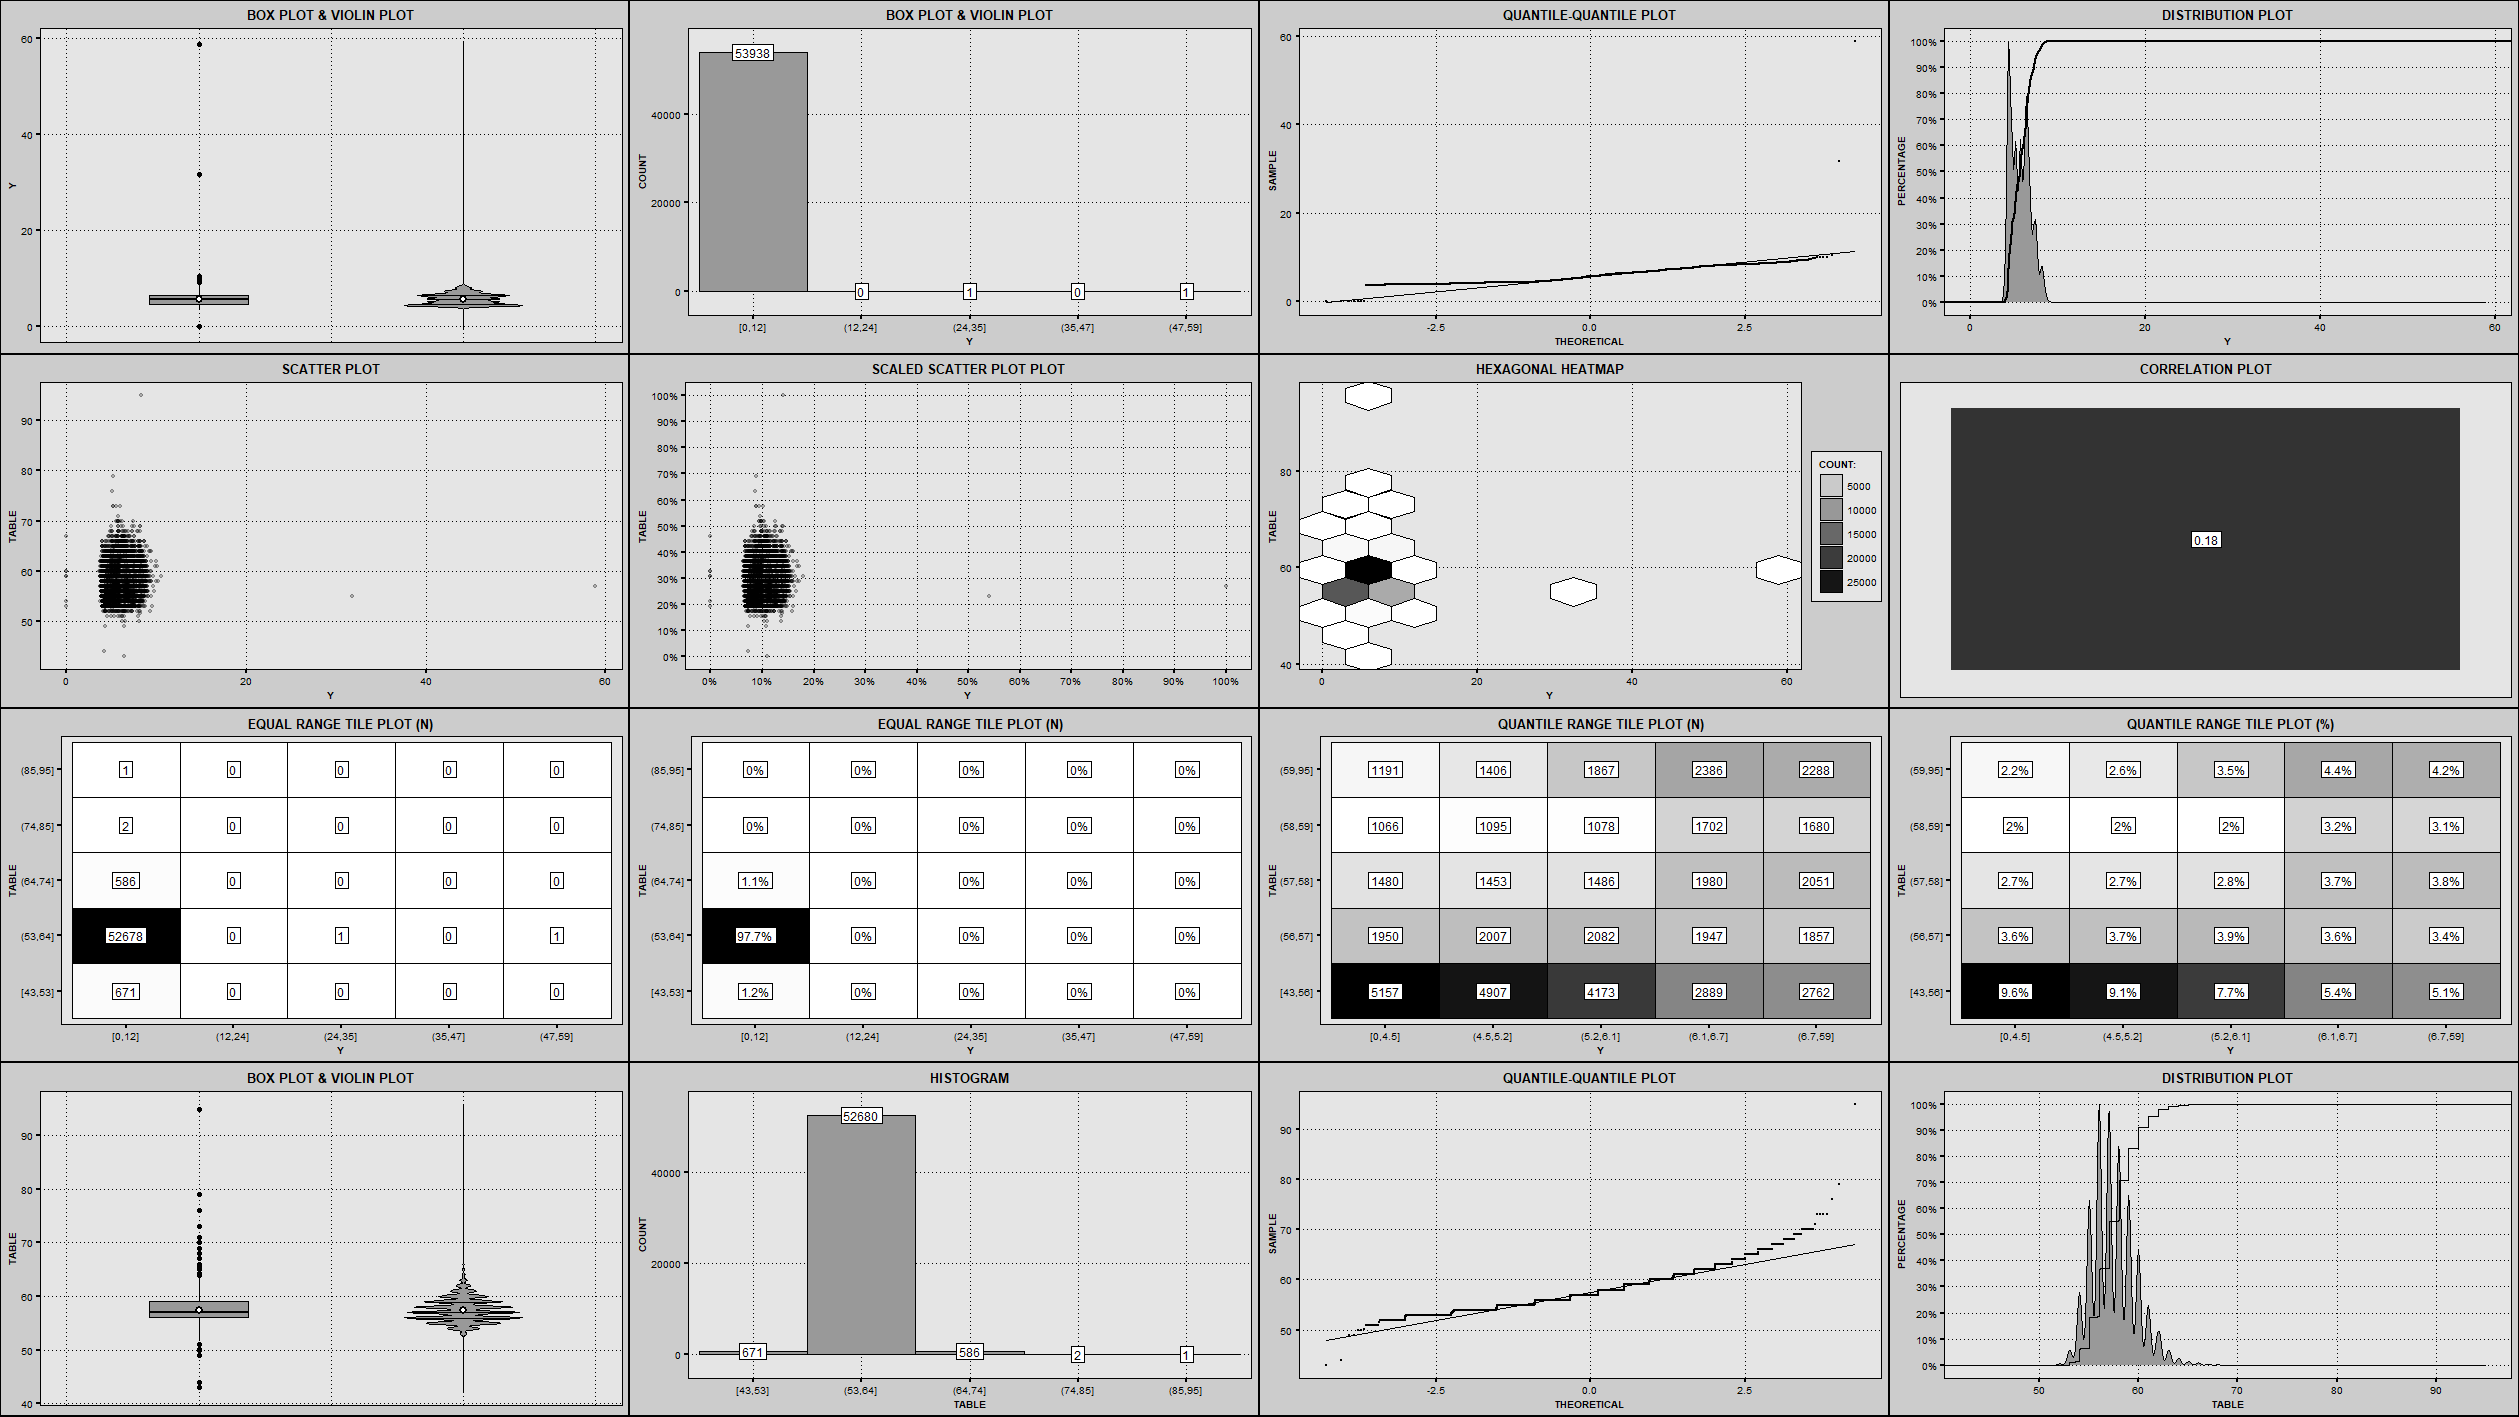 BOX PLOT & VIOLIN PLOT
60
40
20
0
Y
BOX PLOT & VIOLIN PLOT
53938
0
1
0
1
40000
20000
0
COUNT
[0,12]
(12,24]
(24,35]
(35,47]
(47,59]
Y
QUANTILE-QUANTILE PLOT
60
40
20
0
SAMPLE
-2.5
0.0
2.5
THEORETICAL
DISTRIBUTION PLOT
100%
90%
80%
70%
60%
50%
40%
30%
20%
10%
0%
PERCENTAGE
0
20
40
60
Y
SCATTER PLOT
90
80
70
60
50
TABLE
0
20
40
60
Y
SCALED SCATTER PLOT PLOT
100%
90%
80%
70%
60%
50%
40%
30%
20%
10%
0%
TABLE
0%
10%
20%
30%
40%
50%
60%
70%
80%
90%
100%
Y
HEXAGONAL HEATMAP
80
60
40
TABLE
0
20
40
60
Y
COUNT:
5000
10000
15000
20000
25000
CORRELATION PLOT
0.18
EQUAL RANGE TILE PLOT (N)
(85,95] 1 0 0 0 0
(74,85] 2 0 0 0 0
(64,74] 586 0 0 0 0
(53,64] 52678 0 1 0 1
[43,53] 671 0 0 0 0
TABLE
[0,12] (12,24] (24,35] (35,47] (47,59]
Y
EQUAL RANGE TILE PLOT (N)
(85,95] 0% 0% 0% 0% 0%
(74,85] 0% 0% 0% 0% 0%
(64,74] 1.1% 0% 0% 0% 0%
(53,64] 97.7% 0% 0% 0% 0%
[43,53] 1.2% 0% 0% 0% 0%
TABLE
[0,12] (12,24] (24,35] (35,47] (47,59]
Y
QUANTILE RANGE TILE PLOT (N)
(59,95] 1191 1406 1867 2386 2288
(58,59] 1066 1095 1078 1702 1680
(57,58] 1480 1453 1486 1980 2051
(56,57] 1950 2007 2082 1947 1857
[43,56] 5157 4907 4173 2889 2762
TABLE
[0,4.5] (4.5,5.2] (5.2,6.1] (6.1,6.7] (6.7,59]
Y
QUANTILE RANGE TILE PLOT (%)
(59,95] 2.2% 2.6% 3.5% 4.4% 4.2%
(58,59] 2% 2% 2% 3.2% 3.1%
(57,58] 2.7% 2.7% 2.8% 3.7% 3.8%
(56,57] 3.6% 3.7% 3.9% 3.6% 3.4%
[43,56] 9.6% 9.1% 7.7% 5.4% 5.1%
TABLE
[0,4.5] (4.5,5.2] (5.2,6.1] (6.1,6.7] (6.7,59]
Y
BOX PLOT & VIOLIN PLOT
90
80
70
60
50
40
TABLE
HISTOGRAM
671
52680
586
2
1
40000
20000
0
COUNT
[43,53]
(53,64]
(64,74]
(74,85]
(85,95]
TABLE
QUANTILE-QUANTILE PLOT
90
80
70
60
50
SAMPLE
-2.5
0.0
2.5
THEORETICAL
DISTRIBUTION PLOT
100%
90%
80%
70%
60%
50%
40%
30%
20%
10%
0%
PERCENTAGE
50
60
70
80
90
TABLE